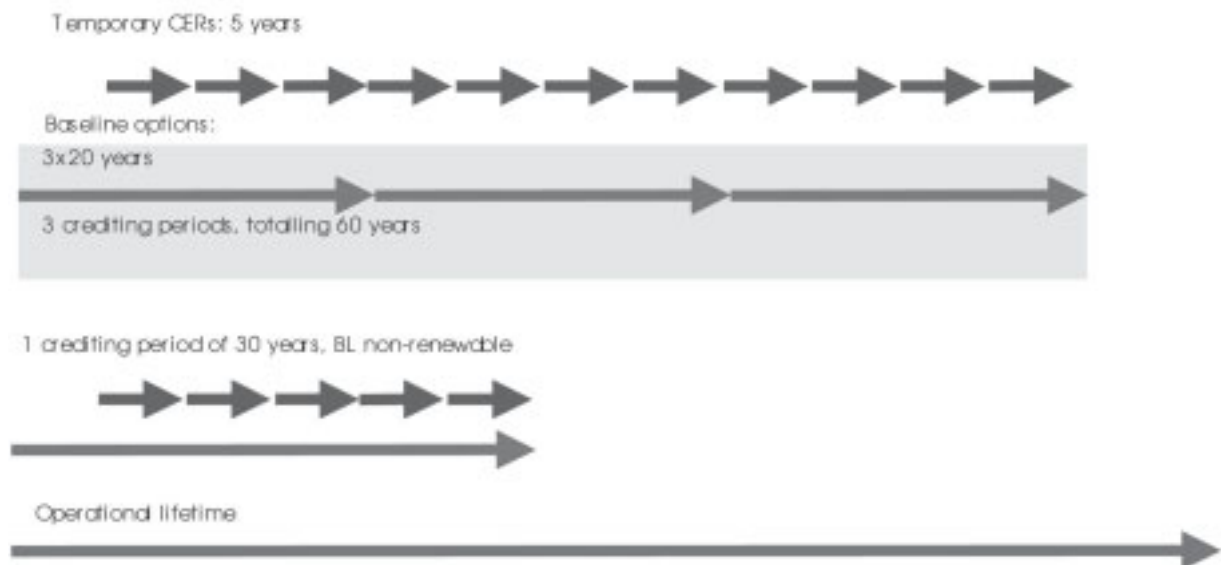 Temporary CERs: 5 years
Baseline options:
3x20 years
3 crediting periods, totalling 60 years
1 crediting period of 30 years, BL non-renewable
Operational lifetime